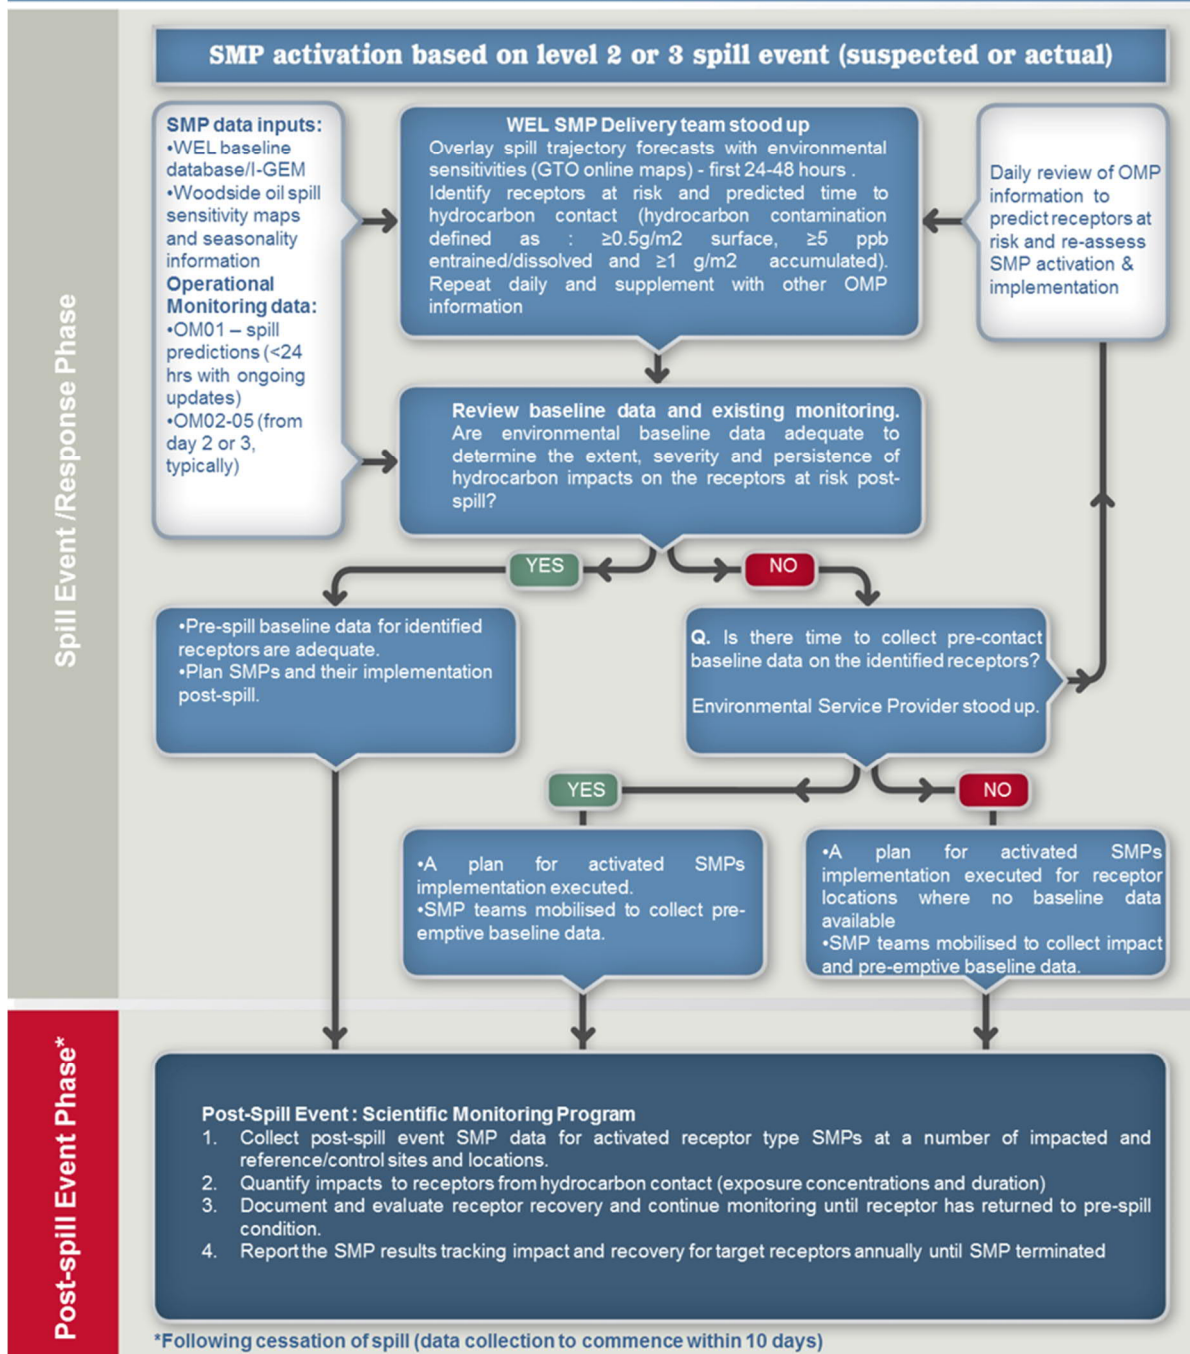 SMP activation based on level 2 or 3 spill event (suspected or actual)
Spill Event /Response Phase
SMP data inputs:
•WEL baseline
database/I-GEM
•Woodside oil spill
sensitivity maps
and seasonality
information
Operational
Monitoring data:
•OM01 – spill
predictions (<24
hrs with ongoing
updates)
•OM02-05 (from
day 2 or 3,
typically)
WEL SMP Delivery team stood up
Overlay spill trajectory forecasts with environmental
sensitivities (GTO online maps) - first 24-48 hours .
Identify receptors at risk and predicted time to
hydrocarbon contact (hydrocarbon contamination
defined as : ≥0.5g/m2 surface, ≥5 ppb
entrained/dissolved and ≥1 g/m2 accumulated).
Repeat daily and supplement with other OMP
information
Daily review of OMP
information to
predict receptors at
risk and re-assess
SMP activation &
implementation
Review baseline data and existing monitoring.
Are environmental baseline data adequate to
determine the extent, severity and persistence of
hydrocarbon impacts on the receptors at risk post-
spill?
YES
NO
•Pre-spill baseline data for identified
receptors are adequate.
•Plan SMPs and their implementation
post-spill.
Q. Is there time to collect pre-contact
baseline data on the identified receptors?
Environmental Service Provider stood up.
YES
NO
•A plan for activated SMPs
implementation executed.
•SMP teams mobilised to collect pre-
emptive baseline data.
•A plan for activated SMPs
implementation executed for receptor
locations where no baseline data
available
•SMP teams mobilised to collect impact
and pre-emptive baseline data.
Post-spill Event Phase*
Post-Spill Event : Scientific Monitoring Program
1. Collect post-spill event SMP data for activated receptor type SMPs at a number of impacted and
reference/control sites and locations.
2. Quantify impacts to receptors from hydrocarbon contact (exposure concentrations and duration)
3. Document and evaluate receptor recovery and continue monitoring until receptor has returned to pre-spill
condition.
4. Report the SMP results tracking impact and recovery for target receptors annually until SMP terminated
*Following cessation of spill (data collection to commence within 10 days)